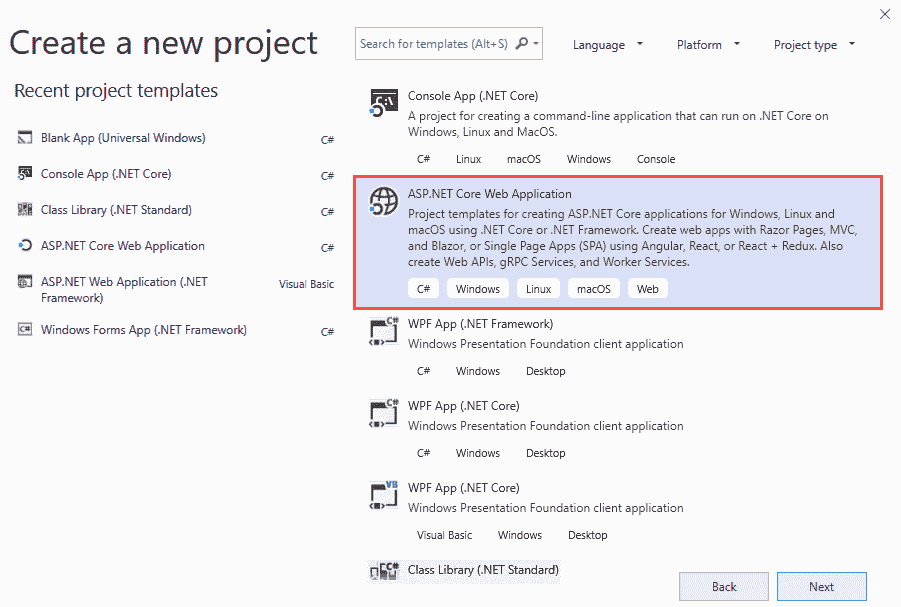 Create a new project
Search for templates (Alt+S)
Language
Platform
Project type
Recent project templates
Blank App (Universal Windows)
C#
Console App (.NET Core)
C#
Class Library (.NET Standard)
C#
ASP.NET Core Web Application
C#
ASP.NET Web Application (.NET
Framework)
Visual Basic
Windows Forms App (.NET Framework)
C#
Console App (.NET Core)
A project for creating a command-line application that can run on .NET Core on
Windows, Linux and MacOS.
C# Linux macOS Windows Console
ASP.NET Core Web Application
Project templates for creating ASP.NET Core applications for Windows, Linux and
macOS using .NET Core or .NET Framework. Create web apps with Razor Pages, MVC,
and Blazor, or Single Page Apps (SPA) using Angular, React, or React + Redux. Also
create Web APIs, gRPC Services, and Worker Services.
C# Windows Linux macOS Web
C#
WPF App (.NET Framework)
Windows Presentation Foundation client application
C# Windows Desktop
C#
WPF App (.NET Core)
Windows Presentation Foundation client application
C# Windows Desktop
VB
WPF App (.NET Core)
Windows Presentation Foundation client application
Visual Basic Windows Desktop
Class Library (.NET Standard)
Back
Next